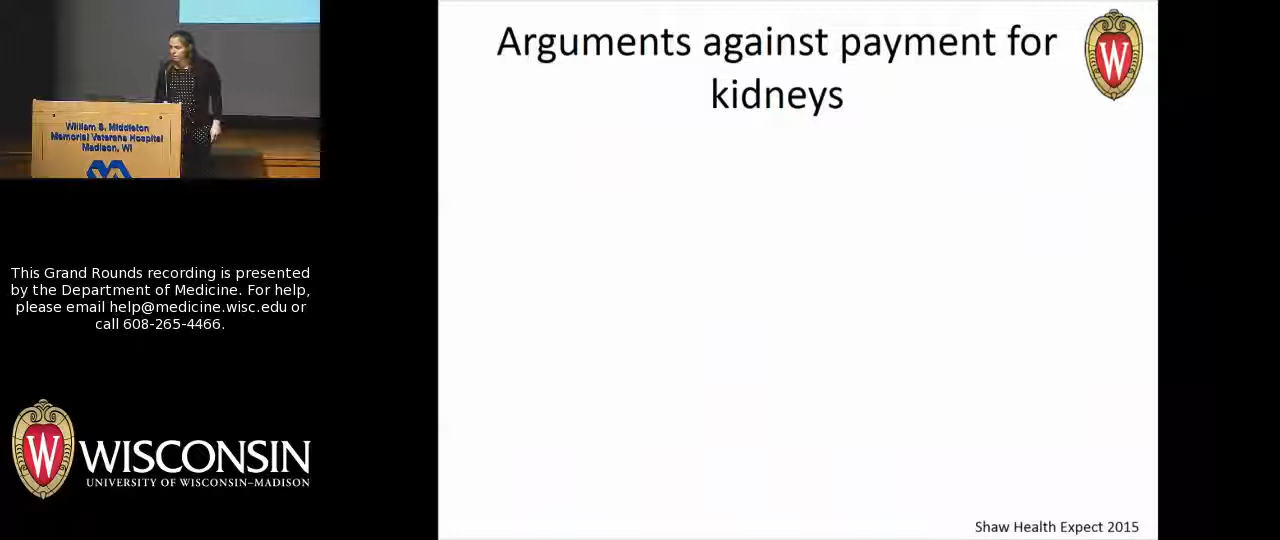 Arguments against payment for
kidneys
W
Shaw Health Expect 2015
William S. Middleton
Memorial Veterans Hospital
Madison, WI
This Grand Rounds recording is presented
by the Department of Medicine. For help,
please email help@medicine.wisc.edu or
call 608-265-4466.
W
WISCONSIN
UNIVERSITY OF WISCONSIN–MADISON